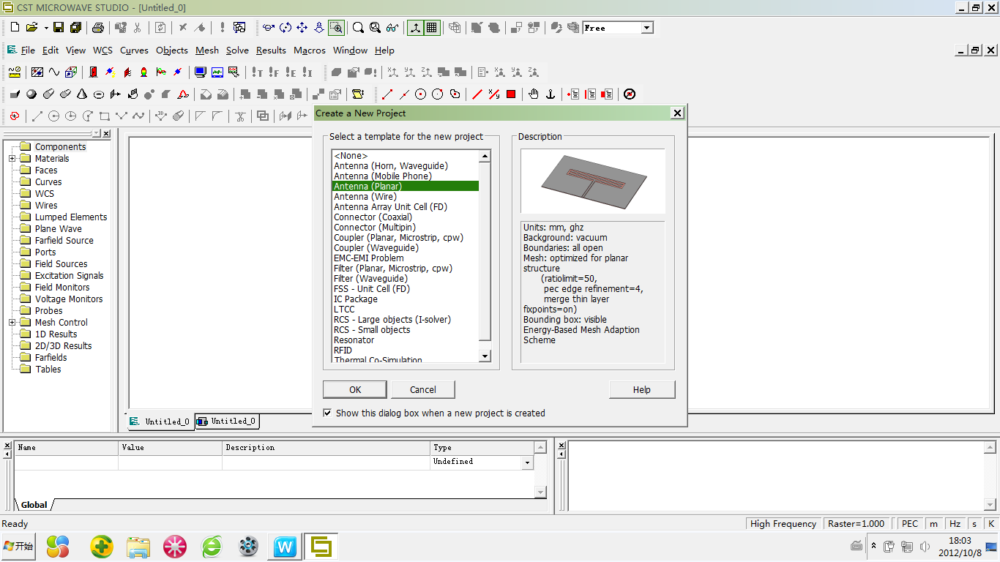 CST MICROWAVE STUDIO - [Untitled_0]
Free
File Edit View WCS Curves Objects Mesh Solve Results Macros Window Help
Create a New Project
Components
Materials
Faces
Curves
WCS
Wires
Lumped Elements
Plane Wave
Farfield Source
Ports
Field Sources
Excitation Signals
Field Monitors
Voltage Monitors
Probes
Mesh Control
1D Results
2D/3D Results
Farfields
Tables
Select a template for the new project
<None>
Antenna (Horn, Waveguide)
Antenna (Mobile Phone)
Antenna (Planar)
Antenna (Wire)
Antenna Array Unit Cell (FD)
Connector (Coaxial)
Connector (Multipin)
Coupler (Planar, Microstrip, cpw)
Coupler (Waveguide)
EMC-EMI Problem
Filter (Planar, Microstrip, cpw)
Filter (Waveguide)
FSS - Unit Cell (FD)
IC Package
LTCC
RCS - Large objects (I-solver)
RCS - Small objects
Resonator
RFID
Thermal Co-Simulation
Description
Units: mm, ghz
Background: vacuum
Boundaries: all open
Mesh: optimized for planar
structure
(ratiolimit=50,
pec edge refinement=4,
merge thin layer
fixpoints=on)
Bounding box: visible
Energy-Based Mesh Adaption
Scheme
OK Cancel Help
Show this dialog box when a new project is created
Untitled_0 Untitled_0
Name Value Description Type
Undefined
Global
Ready High Frequency Raster=1.000 PEC m Hz s K
开始 18:03
2012/10/8